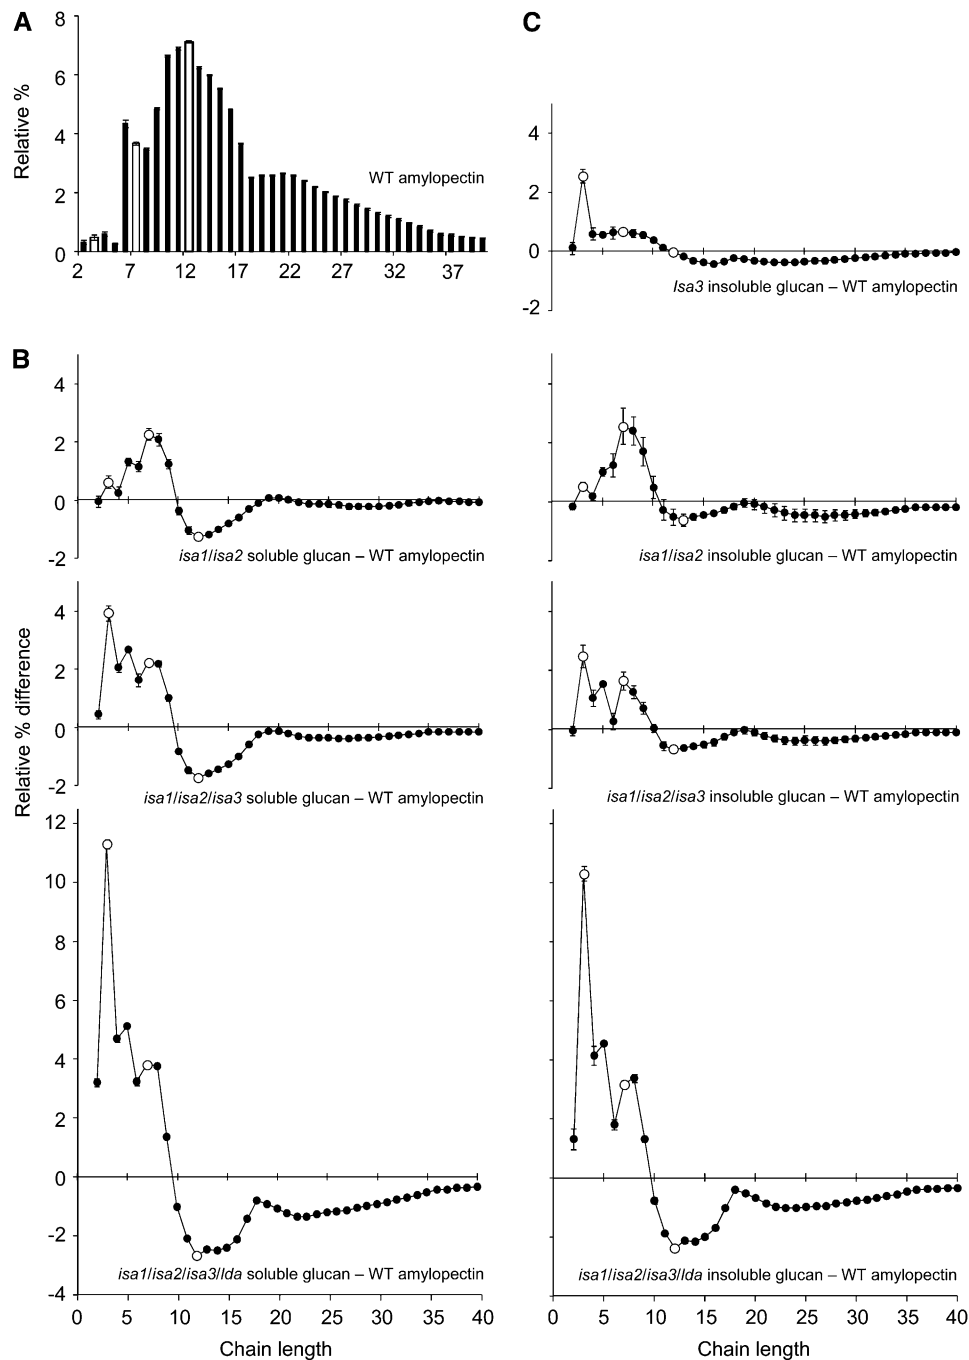 A
8
6
4
2
0
Relative %
WT amylopectin
2 7 12 17 22 27 32 37
C
4
2
0
-2
Isa3 insoluble glucan – WT amylopectin
B
4
2
0
-2
isa1/isa2 soluble glucan – WT amylopectin
isa1/isa2 insoluble glucan – WT amylopectin
Relative % difference
4
2
0
-2
isa1/isa2/isa3 soluble glucan – WT amylopectin
isa1/isa2/isa3 insoluble glucan – WT amylopectin
12
10
8
6
4
2
0
-2
-4
isa1/isa2/isa3/lda soluble glucan – WT amylopectin
isa1/isa2/isa3/lda insoluble glucan – WT amylopectin
0 5 10 15 20 25 30 35 40
0 5 10 15 20 25 30 35 40
Chain length
Chain length